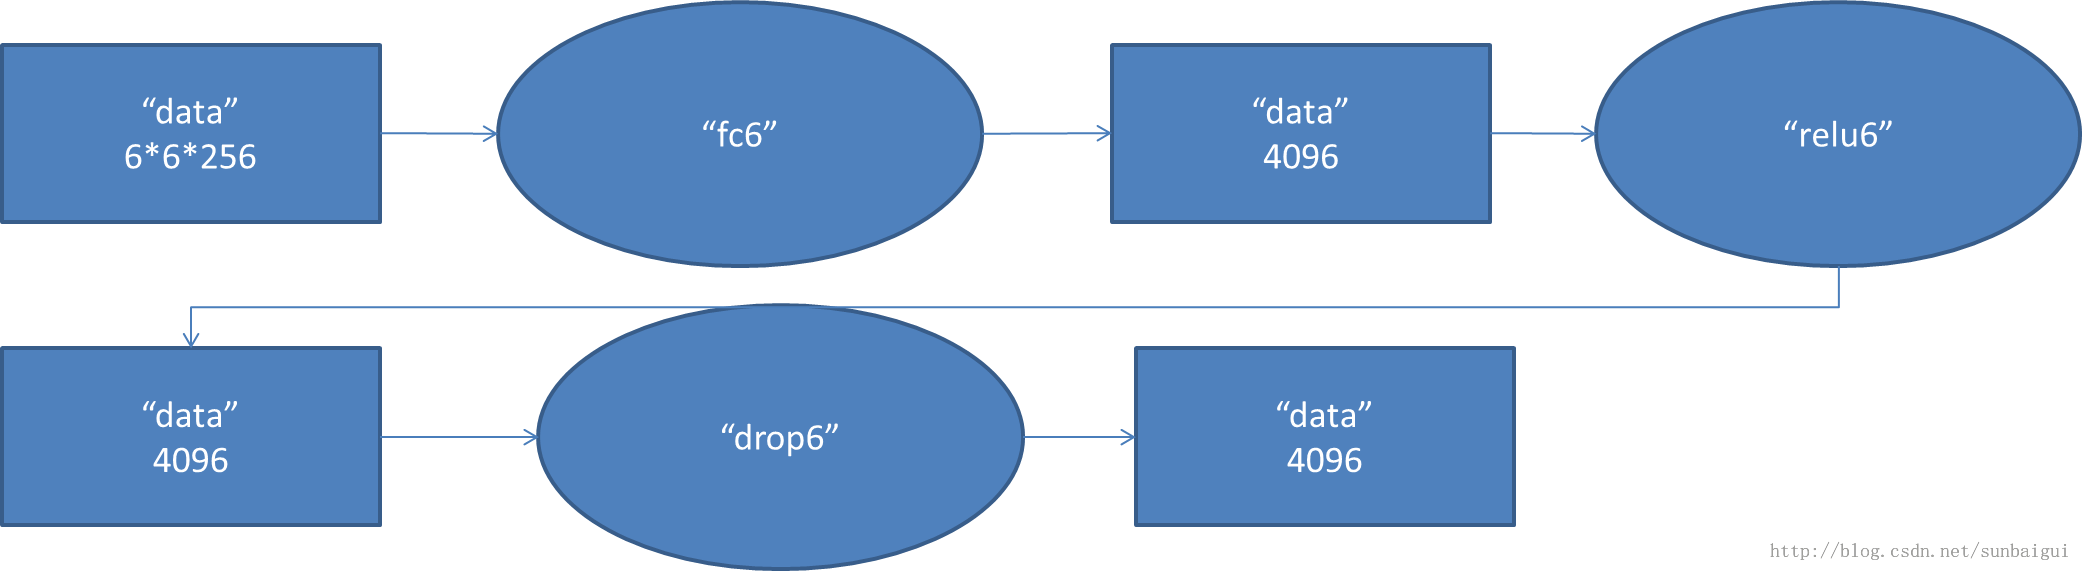 “data”
6*6*256
“fc6”
“data”
4096
“relu6”
“data”
4096
“drop6”
“data”
4096
http://blog.csdn.net/sunbaigui